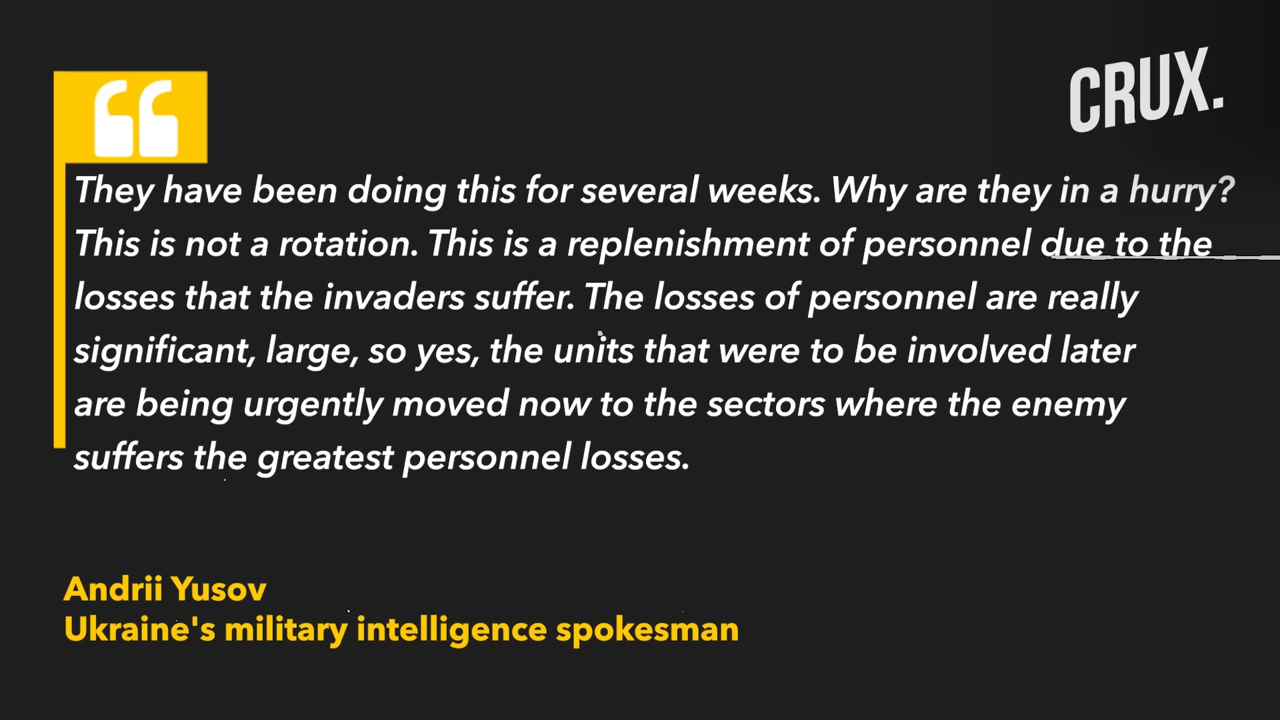 CRUX.
They have been doing this for several weeks. Why are they in a hurry?
This is not a rotation. This is a replenishment of personnel due to the
losses that the invaders suffer. The losses of personnel are really
significant, large, so yes, the units that were to be involved later
are being urgently moved now to the sectors where the enemy
suffers the greatest personnel losses.
Andrii Yusov
Ukraine's military intelligence spokesman